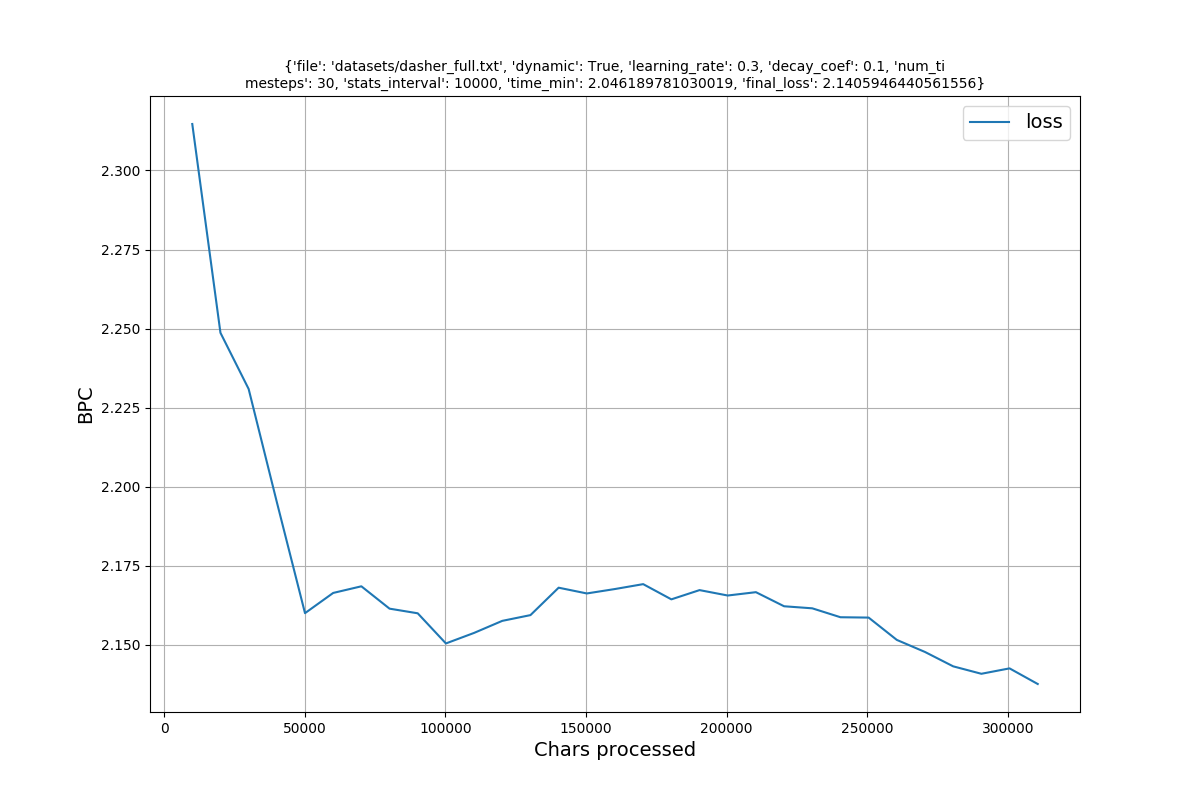 {'file': 'datasets/dasher_full.txt', 'dynamic': True, 'learning_rate': 0.3, 'decay_coef': 0.1, 'num_ti
mesteps': 30, 'stats_interval': 10000, 'time_min': 2.046189781030019, 'final_loss': 2.1405946440561556}
loss
2.300
2.275
2.250
2.225
2.200
2.175
2.150
BPC
0 50000 100000 150000 200000 250000 300000
Chars processed